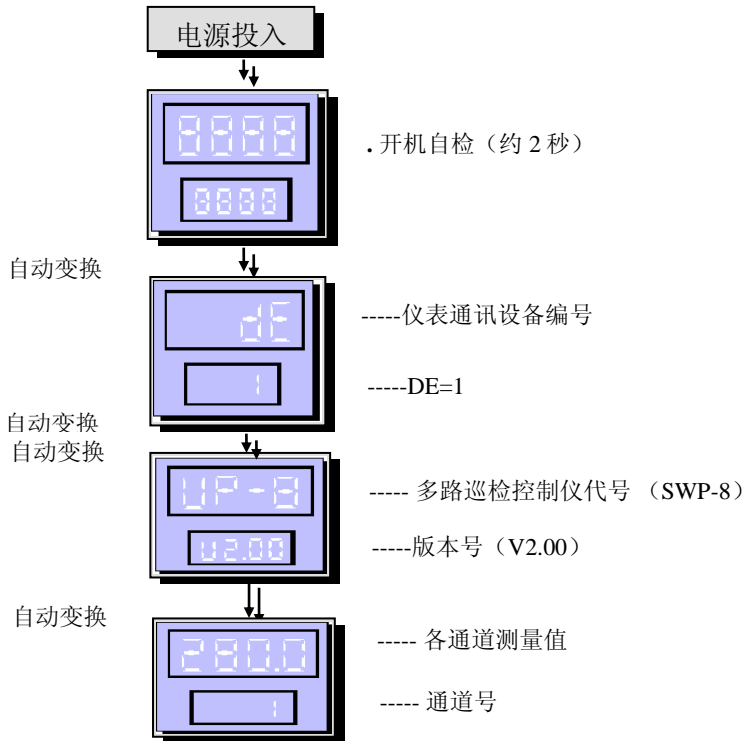 电源投入
8888
.开机自检（约 2 秒）
8888
自动变换
dE
-----仪表通讯设备编号
1
-----DE=1
自动变换
自动变换
UP-8
----- 多路巡检控制仪代号 （SWP-8）
U2.00
-----版本号（V2.00）
自动变换
280.0
----- 各通道测量值
1
----- 通道号